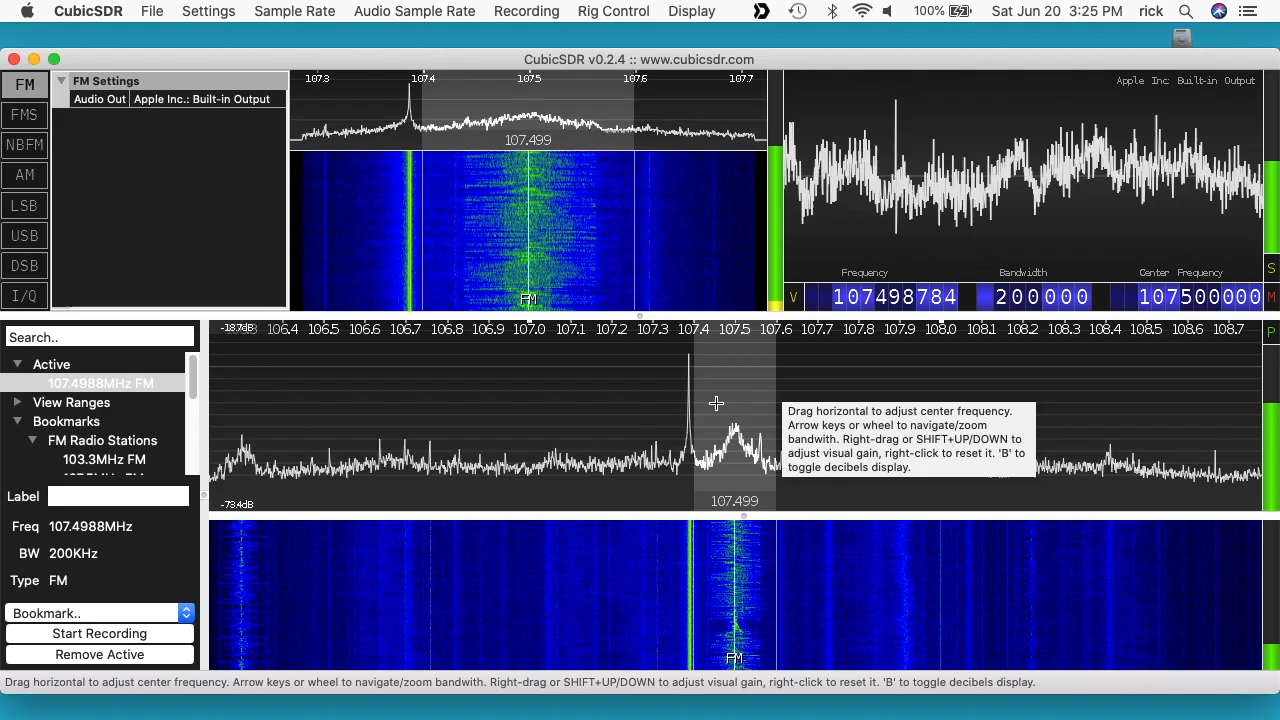 CubicSDR File Settings Sample Rate Audio Sample Rate Recording Rig Control Display 100% Sat Jun 20 3:25 PM rick
CubicSDR v0.2.4 :: www.cubicsdr.com
FM
FMS
NBFM
AM
LSB
USB
DSB
I/Q
FM Settings
Audio Out Apple Inc.: Built-in Output
107.3 107.4 107.5 107.6 107.7
107.499
FM
Apple Inc: Built-in Output
Frequency Bandwidth Center Frequency
V 107498784 200000 107500000
S
M
Search..
Active
107.4988MHz FM
View Ranges
Bookmarks
FM Radio Stations
103.3MHz FM
Label
Freq 107.4988MHz
BW 200KHz
Type FM
Bookmark..
Start Recording
Remove Active
-18.7dB 106.4 106.5 106.6 106.7 106.8 106.9 107.0 107.1 107.2 107.3 107.4 107.5 107.6 107.7 107.8 107.9 108.0 108.1 108.2 108.3 108.4 108.5 108.6 108.7
P
Drag horizontal to adjust center frequency.
Arrow keys or wheel to navigate/zoom
bandwith. Right-drag or SHIFT+UP/DOWN to
adjust visual gain, right-click to reset it. 'B' to
toggle decibels display.
-73.4dB
107.499
FM
Drag horizontal to adjust center frequency. Arrow keys or wheel to navigate/zoom bandwith. Right-drag or SHIFT+UP/DOWN to adjust visual gain, right-click to reset it. 'B' to toggle decibels display.